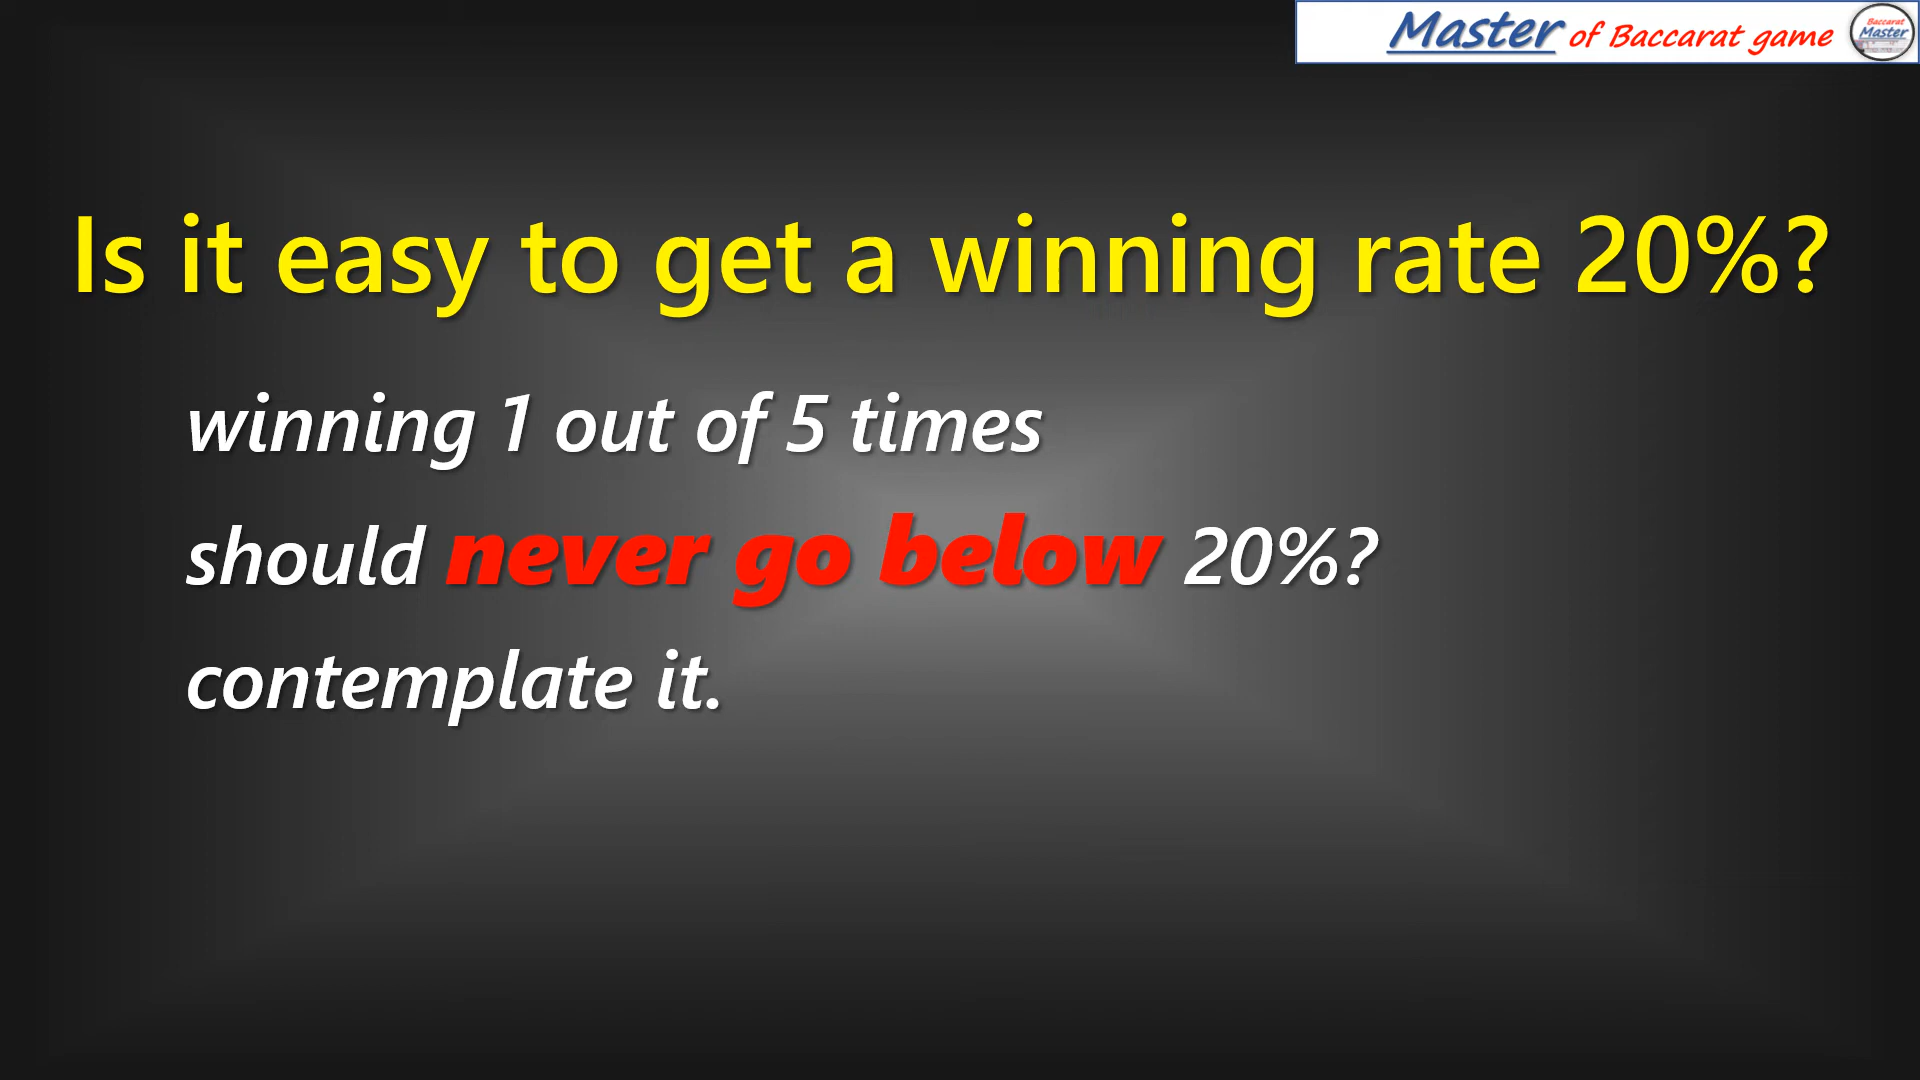 Master of Baccarat game
Baccarat
Master
Is it easy to get a winning rate 20%?
winning 1 out of 5 times
should never go below 20%?
contemplate it.